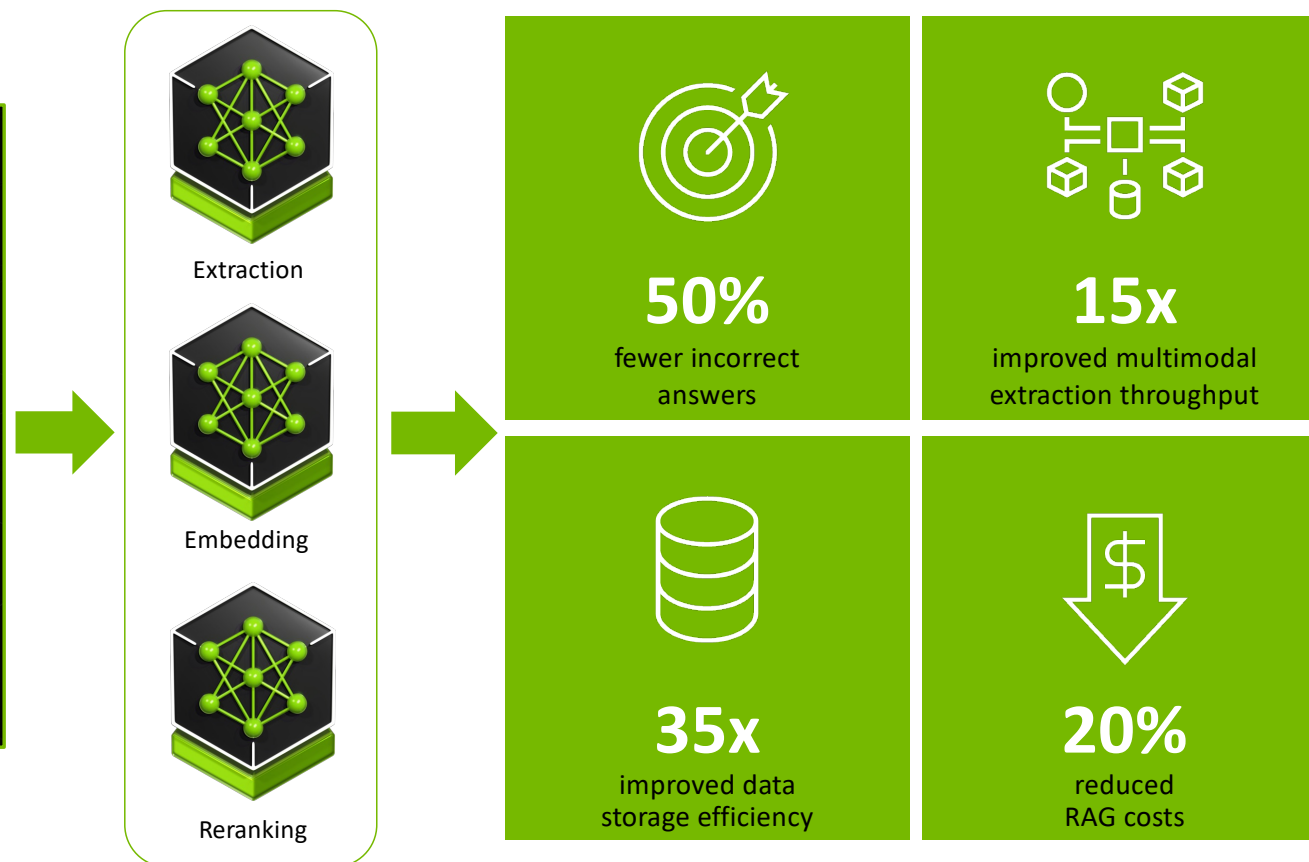 Extraction
Embedding
Reranking
50%
fewer incorrect
answers
15x
improved multimodal
extraction throughput
35x
improved data
storage efficiency
20%
reduced
RAG costs